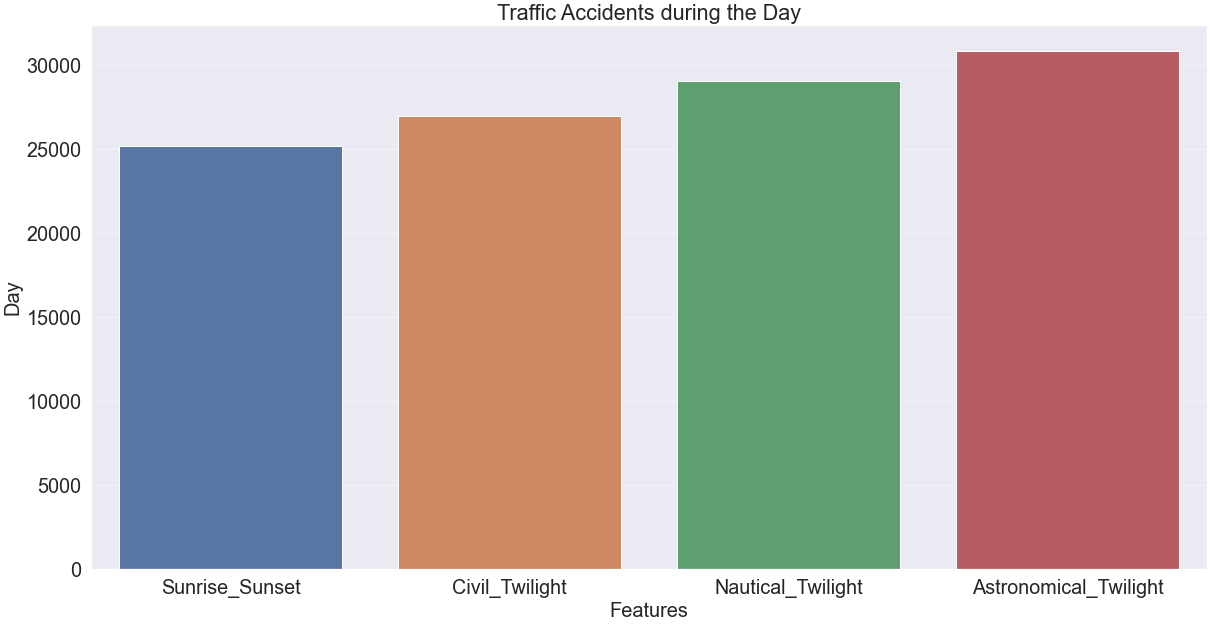 Traffic Accidents during the Day
30000
25000
20000
15000
10000
5000
0
Day
Sunrise_Sunset Civil_Twilight Nautical_Twilight Astronomical_Twilight
Features